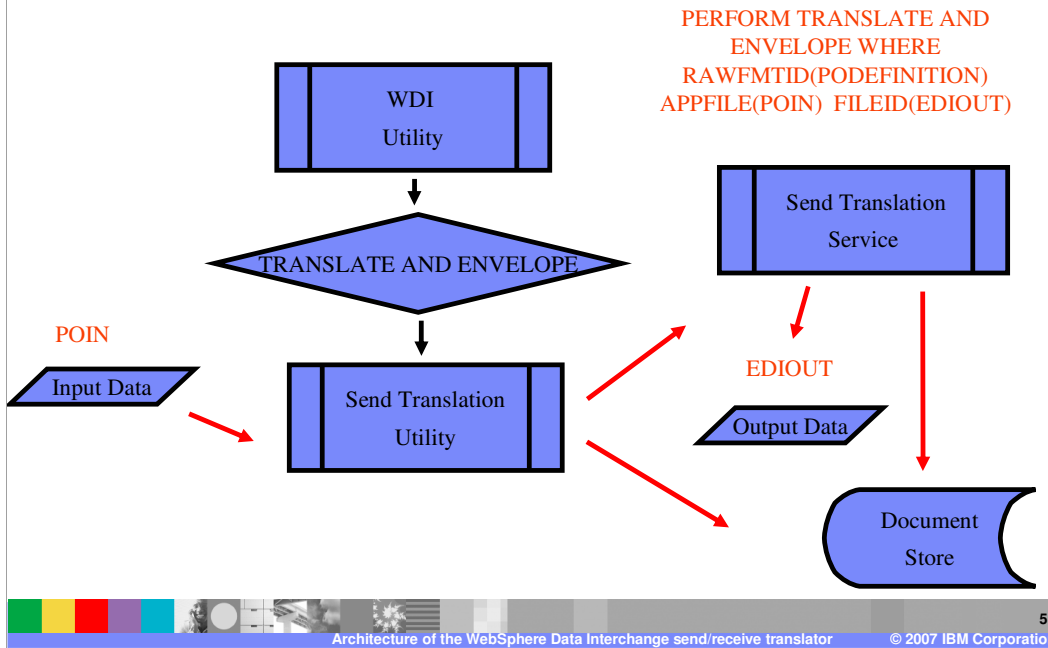 PERFORM TRANSLATE AND
ENVELOPE WHERE
RAWFMTID(PODEFINITION)
APPFILE(POIN) FILEID(EDIOUT)
WDI
Utility
Send Translation
Service
TRANSLATE AND ENVELOPE
POIN
Input Data
Send Translation
Utility
EDIOUT
Output Data
Document
Store
5
Architecture of the WebSphere Data Interchange send/receive translator
© 2007 IBM Corporatio